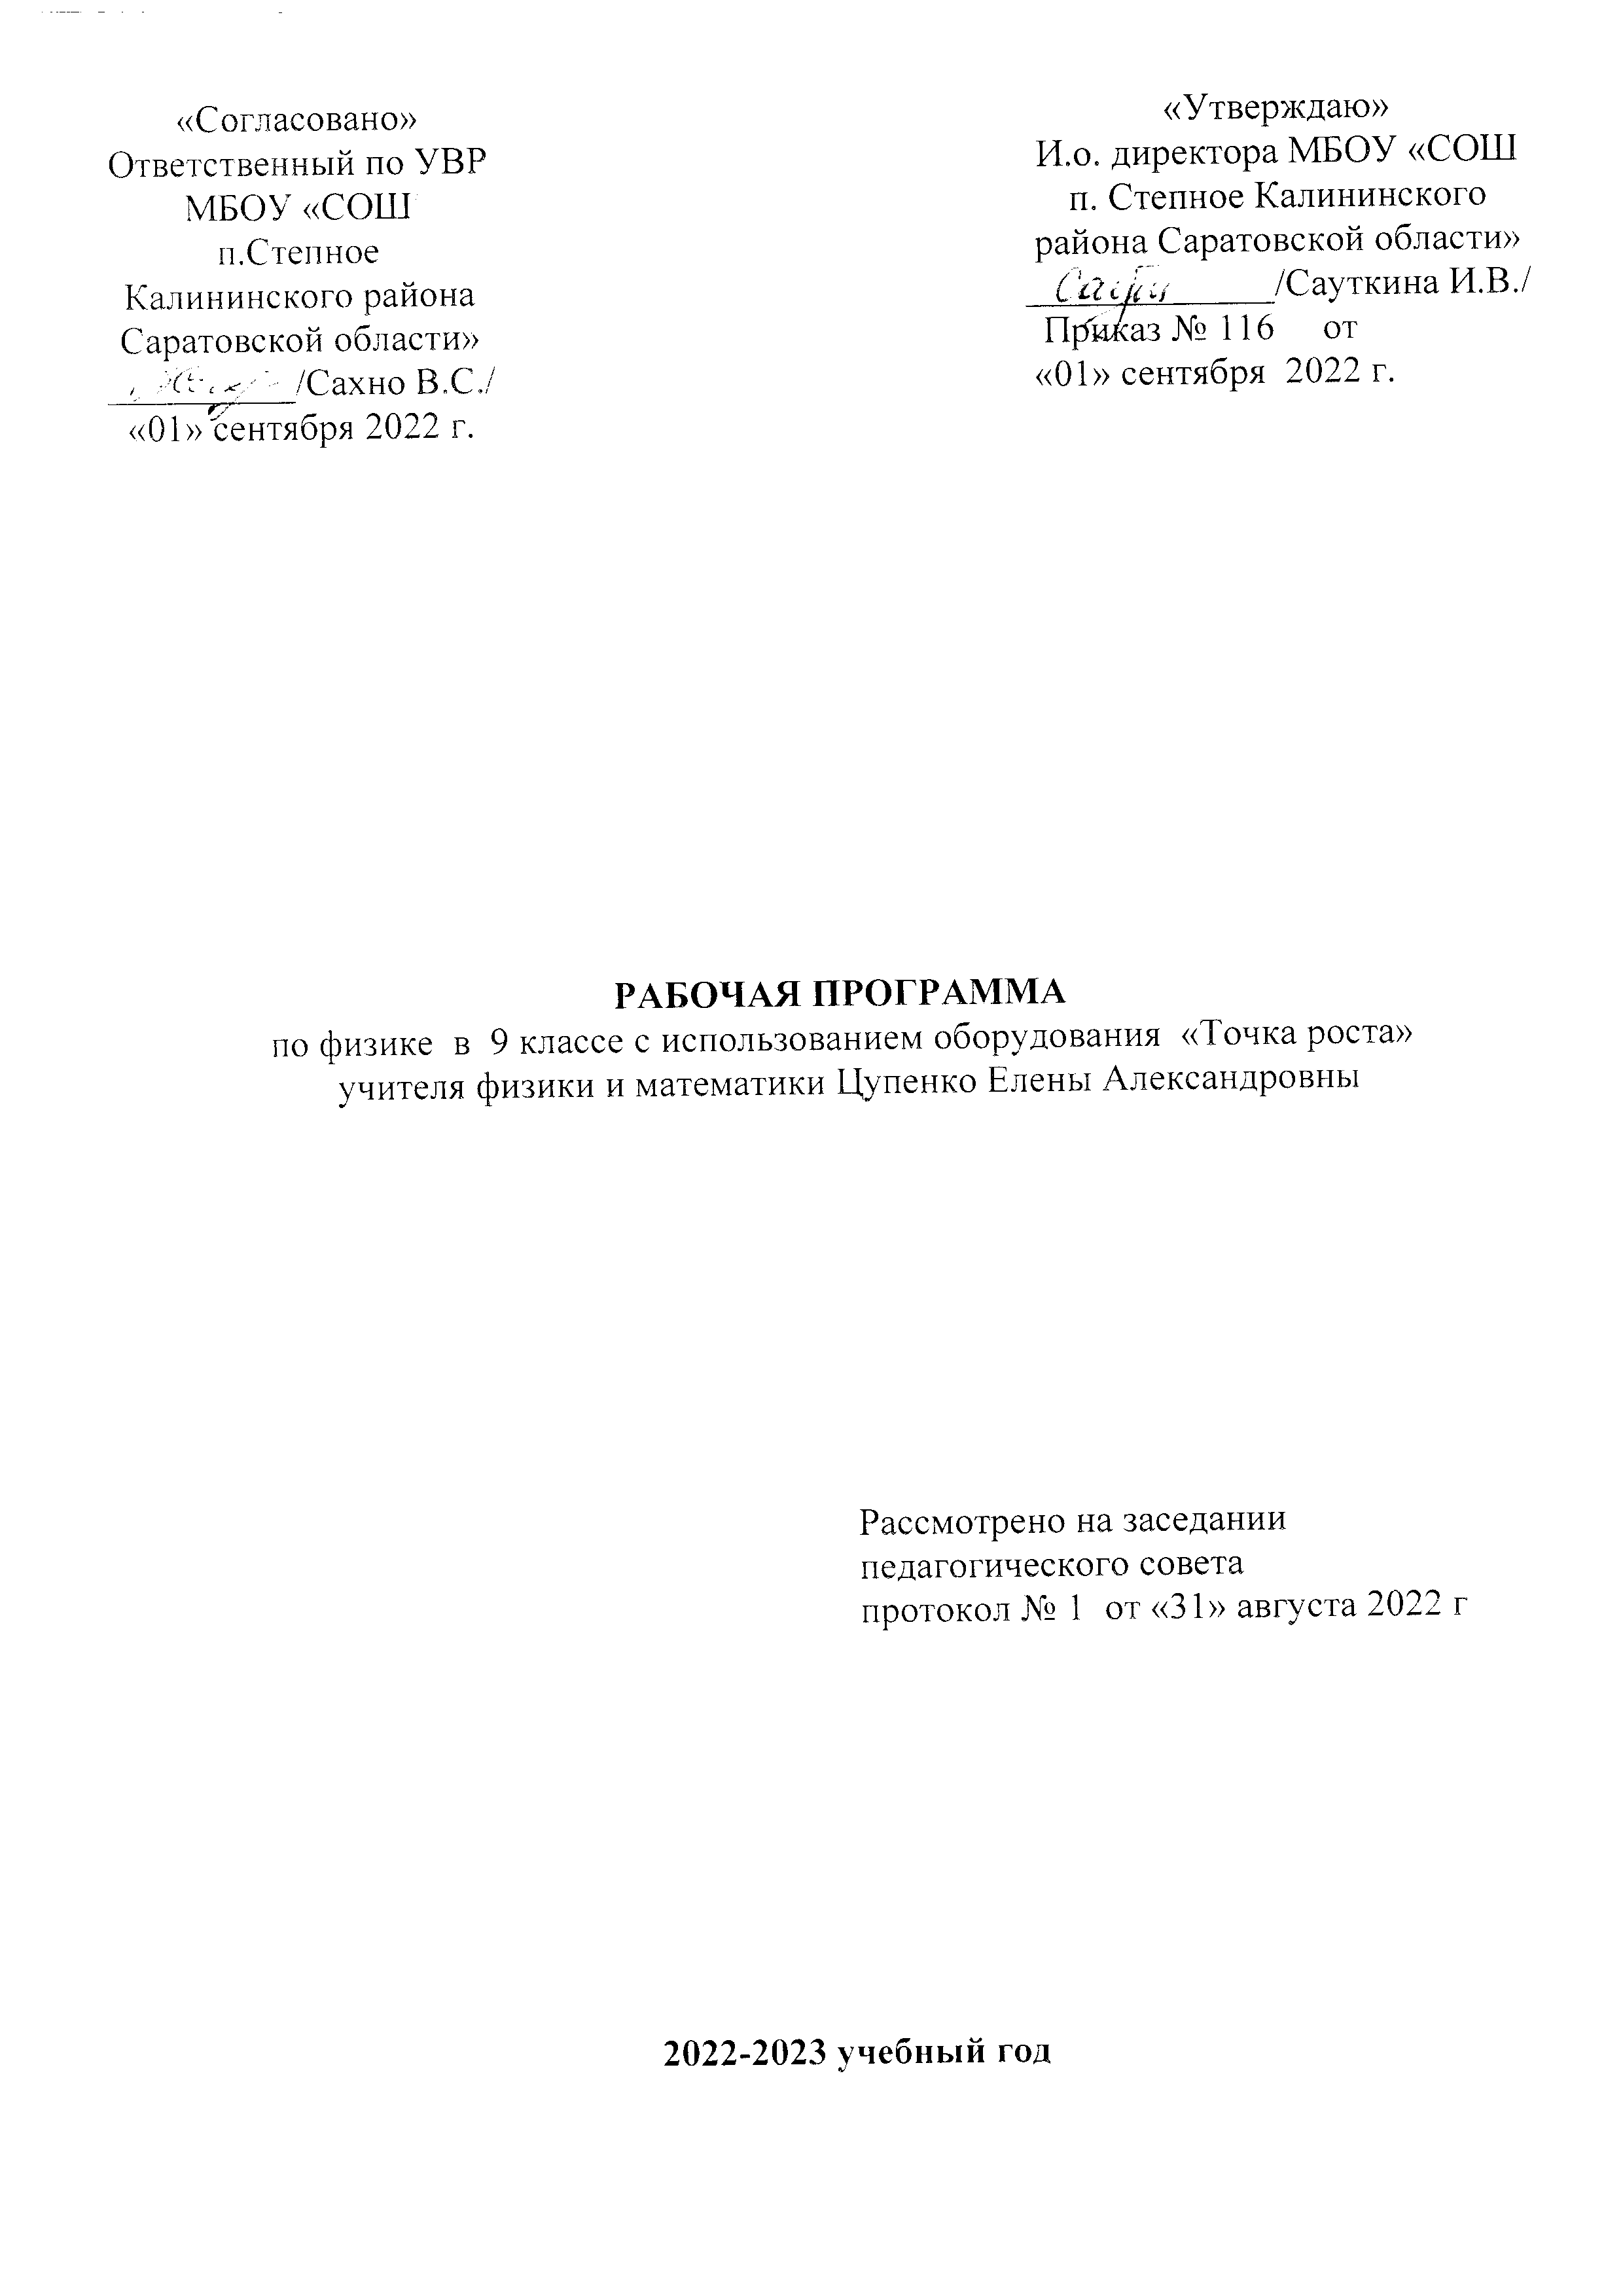 «Согласовано»
Ответственный по УВР
МБОУ «СОШ
п.Степное
Калининского района
Саратовской области»
/Сахно В.С./
«01» сентября 2022 г.
«Утверждаю»
И.о. директора МБОУ «СОШ
п. Степное Калининского
района Саратовской области»
/Сауткина И.В./
Приказ № 116 от
«01» сентября 2022 г.
РАБОЧАЯ ПРОГРАММА
по физике в 9 классе с использованием оборудования «Точка роста»
учителя физики и математики Цупенко Елены Александровны
Рассмотрено на заседании
педагогического совета
протокол № 1 от «31» августа 2022 г
2022-2023 учебный год